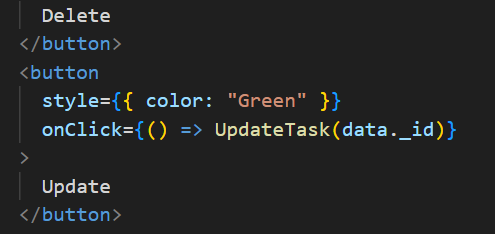 Delete
</button>
<button
style={{ color: "Green" }}
onClick={() => UpdateTask(data._id)}
>
Update
</button>